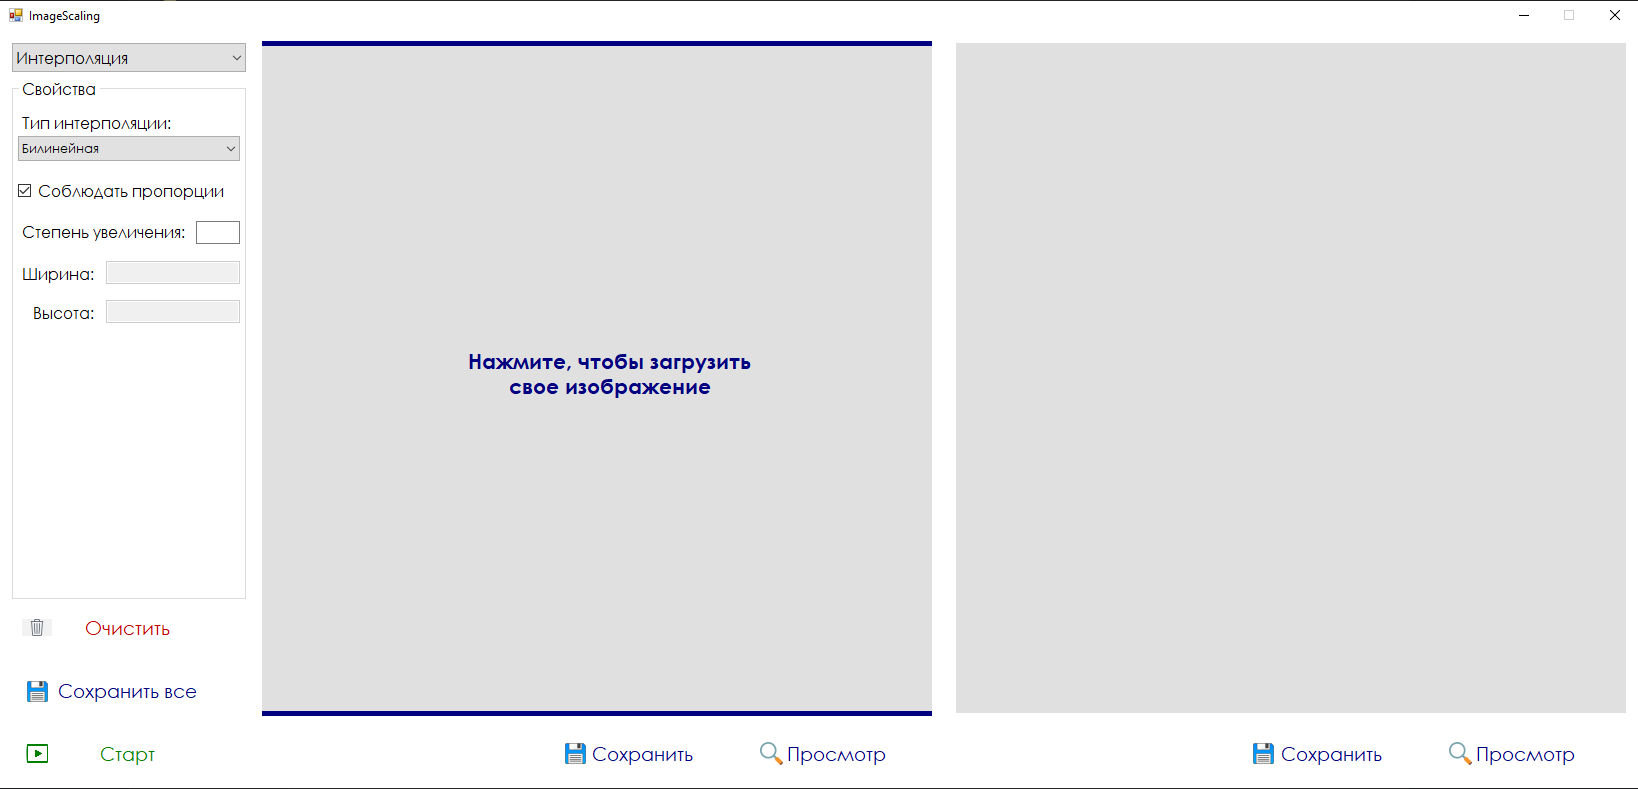 ImageScaling
Интерполяция
Свойства
Тип интерполяции:
Билинейная
Соблюдать пропорции
Степень увеличения:
Ширина:
Высота:
Нажмите, чтобы загрузить
свое изображение
Очистить
Сохранить все
Старт
Сохранить
Просмотр
Сохранить
Просмотр